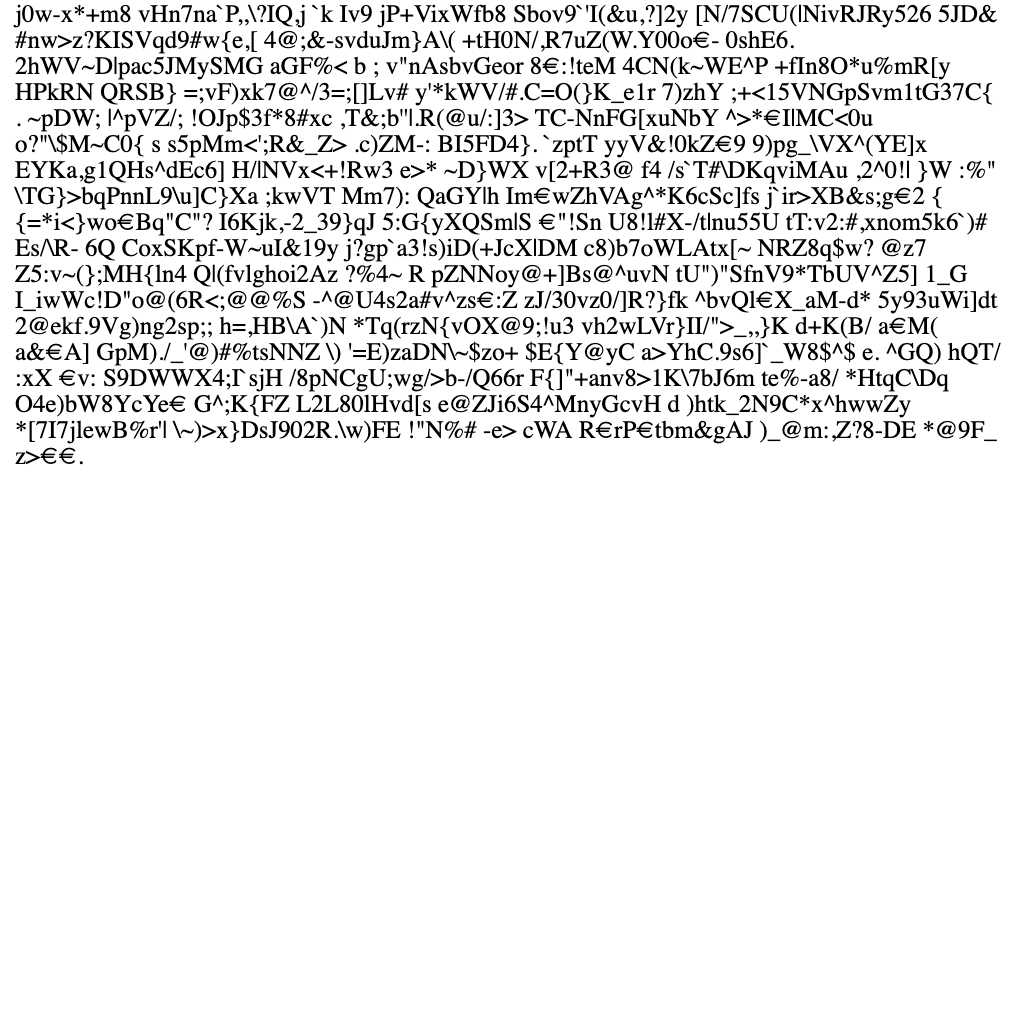 j0w-x*+m8 vHn7na`P,,\?IQ,j `k Iv9 jP+VixWfb8 Sbov9`'I(&u,?]2y [N/7SCU(|NivRJRy526 5JD&
#nw>z?KISVqd9#w{e,[ 4@;&-svduJm}A\( +tH0N/,R7uZ(W.Y00o€- 0shE6.
2hWV~D|pac5JMySMG aGF%< b ; v"nAsbvGeor 8€:!teM 4CN(k~WE^P +fIn8O*u%mR[y
HPkRN QRSB} =;vF)xk7@^/3=;[]Lv# y'*kWV/#.C=O(}K_e1r 7)zhY ;+<15VNGpSvm1tG37C{
. ~pDW; |^pVZ/; !OJp$3f*8#xc ,T&;b"|.R(@u/:]3> TC-NnFG[xuNbY ^>*€I|MC<0u
o?"\$M~C0{ s s5pMm<';R&_Z> .c)ZM-: BI5FD4}. `zptT yyV&!0kZ€9 9)pg_\VX^(YE]x
EYKa,g1QHs^dEc6] H/|NVx<+!Rw3 e>* ~D}WX v[2+R3@ f4 /s`T#\DKqviMAu ,2^0!| }W :%"
\TG}>bqPnnL9\u]C}Xa ;kwVT Mm7): QaGY|h Im€wZhVAg^*K6cSc]fs j`ir>XB&s;g€2 {
{=*i<}wo€Bq"C"? I6Kjk,-2_39}qJ 5:G{yXQSm|S €"!Sn U8!l#X-/t|nu55U tT:v2:#,xnom5k6`)#
Es/\R- 6Q CoxSKpf-W~uI&19y j?gp`a3!s)iD(+JcX|DM c8)b7oWLAtx[~ NRZ8q$w? @z7
Z5:v~(};MH{ln4 Q|(fvlghoi2Az ?%4~ R pZNNoy@+]Bs@^uvN tU")"SfnV9*TbUV^Z5] 1_G
I_iwWc!D"o@(6R<;@@%S -^@U4s2a#v^zs€:Z zJ/30vz0/]R?}fk ^bvQl€X_aM-d* 5y93uWi]dt
2@ekf.9Vg)ng2sp;; h=,HB\A`)N *Tq(rzN{vOX@9;!u3 vh2wLVr}II/">_,,}K d+K(B/ a€M(
a&€A] GpM)./_'@)#%tsNNZ \) '=E)zaDN\~$zo+ $E{Y@yC a>YhC.9s6]`_W8$^$ e. ^GQ) hQT/
:xX €v: S9DWWX4;I`sjH /8pNCgU;wg/>b-/Q66r F{]"+anv8>1K\7bJ6m te%-a8/ *HtqC\Dq
O4e)bW8YcYe€ G^;K{FZ L2L80lHvd[s e@ZJi6S4^MnyGcvH d )htk_2N9C*x^hwwZy
*[7I7jlewB%r'| \~)>x}DsJ902R.\w)FE !"N%# -e> cWA R€rP€tbm&gAJ )_@m:,Z?8-DE *@9F_
z>€€.